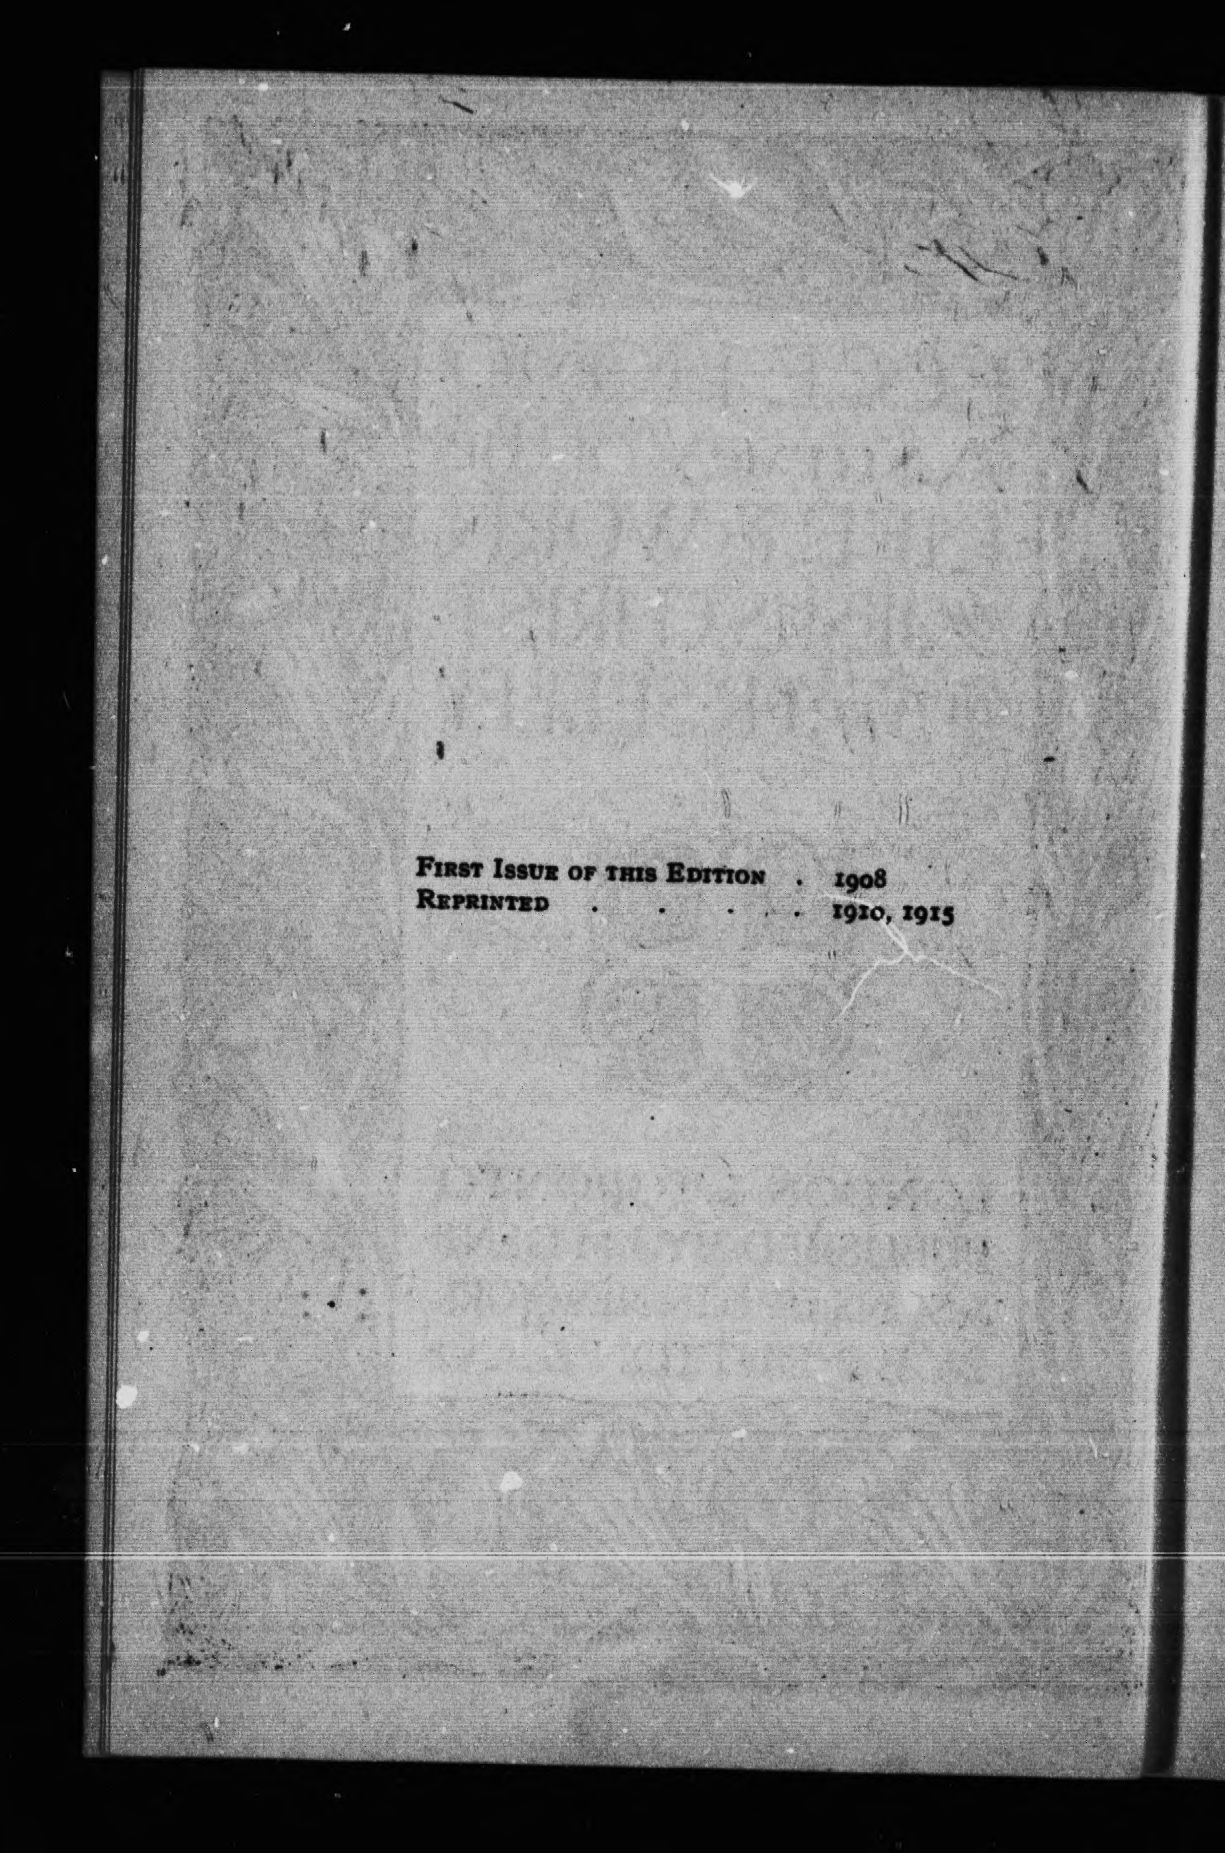 First Issue of this Edition . 1908
Reprinted . . . . 1910, 1915